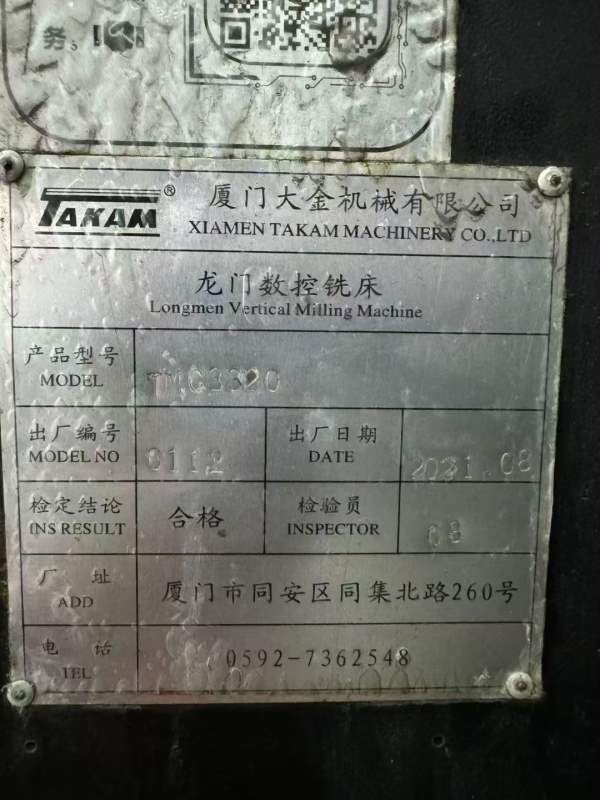 务。
TAKAM®
厦门大金机械有限公司
XIAMEN TAKAM MACHINERY CO.,LTD
龙门数控铣床
Longmen Vertical Milling Machine
产品型号
MODEL
TMC3320
出厂编号
MODEL NO
0112
出厂日期
DATE
2021.08
检定结论
INS RESULT
合格
检验员
INSPECTOR
08
厂 址
ADD
厦门市同安区同集北路260号
电 话
TEL
0592-7362548